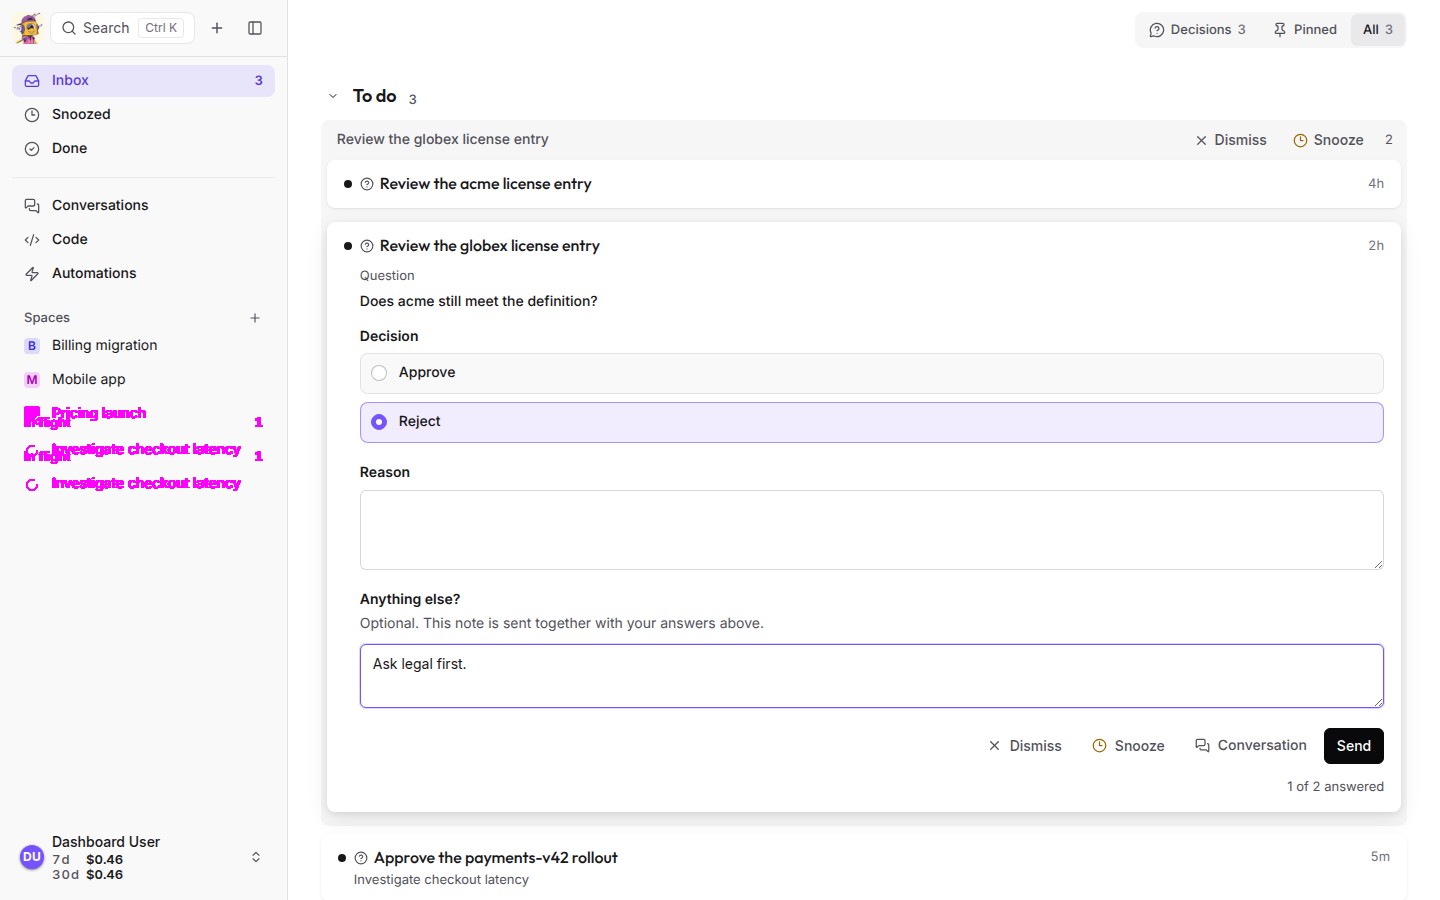 Search Ctrl K
Inbox 3
Snoozed
Done
Conversations
Code
Automations
Spaces
B Billing migration
M Mobile app
Pricing launch
In flight 1
Investigate checkout latency
In flight 1
Investigate checkout latency
DU Dashboard User
7d $0.46
30d $0.46
Decisions 3 Pinned All 3
To do 3
Review the globex license entry Dismiss Snooze 2
Review the acme license entry 4h
Review the globex license entry 2h
Question
Does acme still meet the definition?
Decision
Approve
Reject
Reason
Anything else?
Optional. This note is sent together with your answers above.
Ask legal first.
Dismiss Snooze Conversation Send
1 of 2 answered
Approve the payments-v42 rollout 5m
Investigate checkout latency